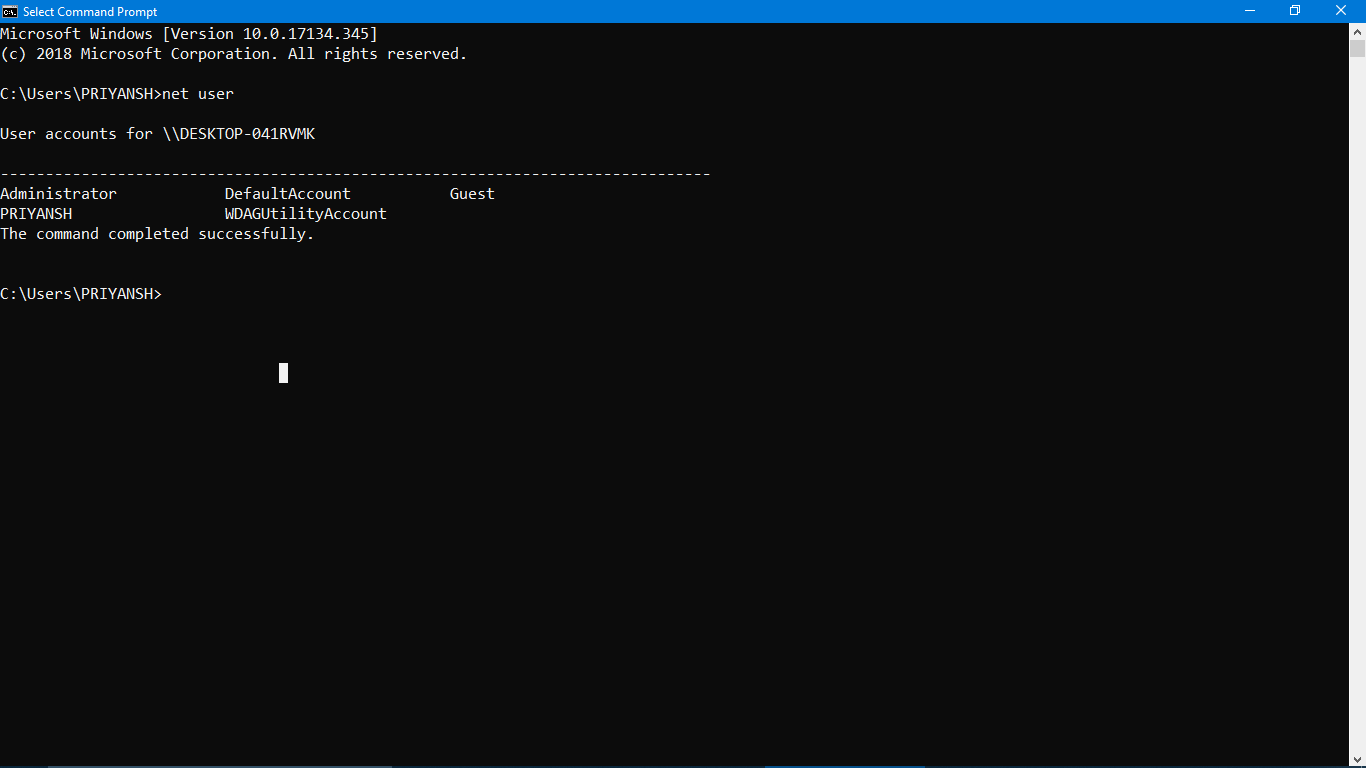 Select Command Prompt
Microsoft Windows [Version 10.0.17134.345]
(c) 2018 Microsoft Corporation. All rights reserved.
C:\Users\PRIYANSH>net user
User accounts for \\DESKTOP-041RVMK
-------------------------------------------------------------------------------
Administrator            DefaultAccount           Guest
PRIYANSH                 WDAGUtilityAccount
The command completed successfully.
C:\Users\PRIYANSH>